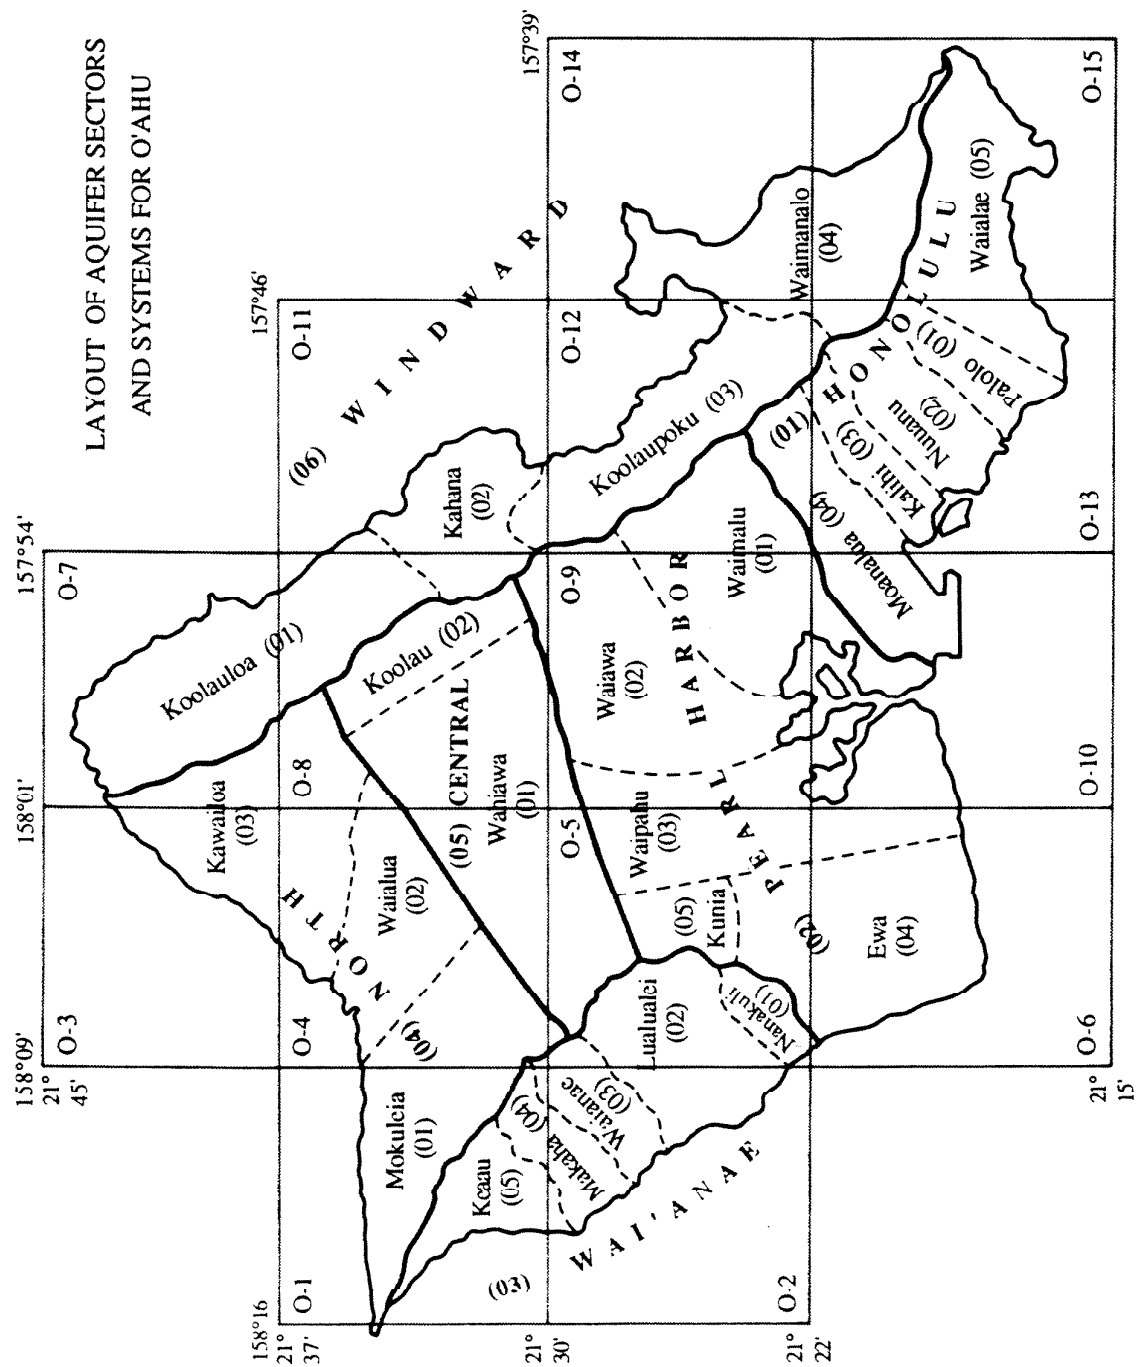 LAYOUT OF AQUIFER SECTORS
AND SYSTEMS FOR O'AHU
158°16
21°
37'
21°
30'
21°
22'
158°09'
21°
45'
21°
15'
158°01'
157°54'
157°46'
157°39'
O-1
O-2
O-3
O-4
O-5
O-6
O-7
O-8
O-9
O-10
O-11
O-12
O-13
O-14
O-15
(03)
WAI'ANAE
Keaau
(05)
Makaha
(04)
Waianae
(03)
Lualualei
(02)
Nanakuli
(01)
(04)
NORTH
Mokuleia
(01)
Waialua
(02)
Kawailoa
(03)
(05) CENTRAL
Wahiawa
(01)
Koolau (02)
(06)
WINDWARD
Koolauloa (01)
Kahana
(02)
Koolaupoku (03)
Waimanalo
(04)
(02)
PEARL HARBOR
Waimalu
(01)
Waiawa
(02)
Waipahu
(03)
Ewa
(04)
(05)
Kunia
(01)
HONOLULU
Palolo (01)
Nuuanu
(02)
Kalihi (03)
Moanalua (04)
Waialae (05)